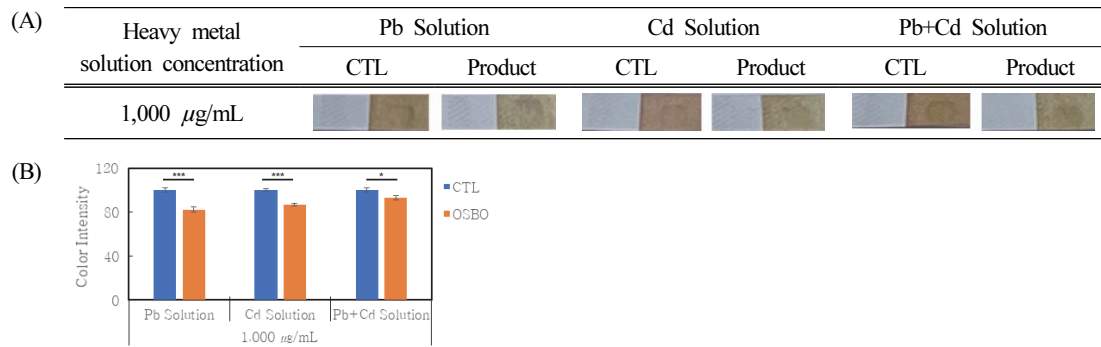 (A)
Heavy metal solution concentration
Pb Solution Cd Solution Pb+Cd Solution
CTL Product CTL Product CTL Product
1,000 μg/mL
(B)
120
80
40
0
Color Intensity
*** *** *
CTL
OSBO
Pb Solution Cd Solution Pb+Cd Solution
1,000 μg/mL